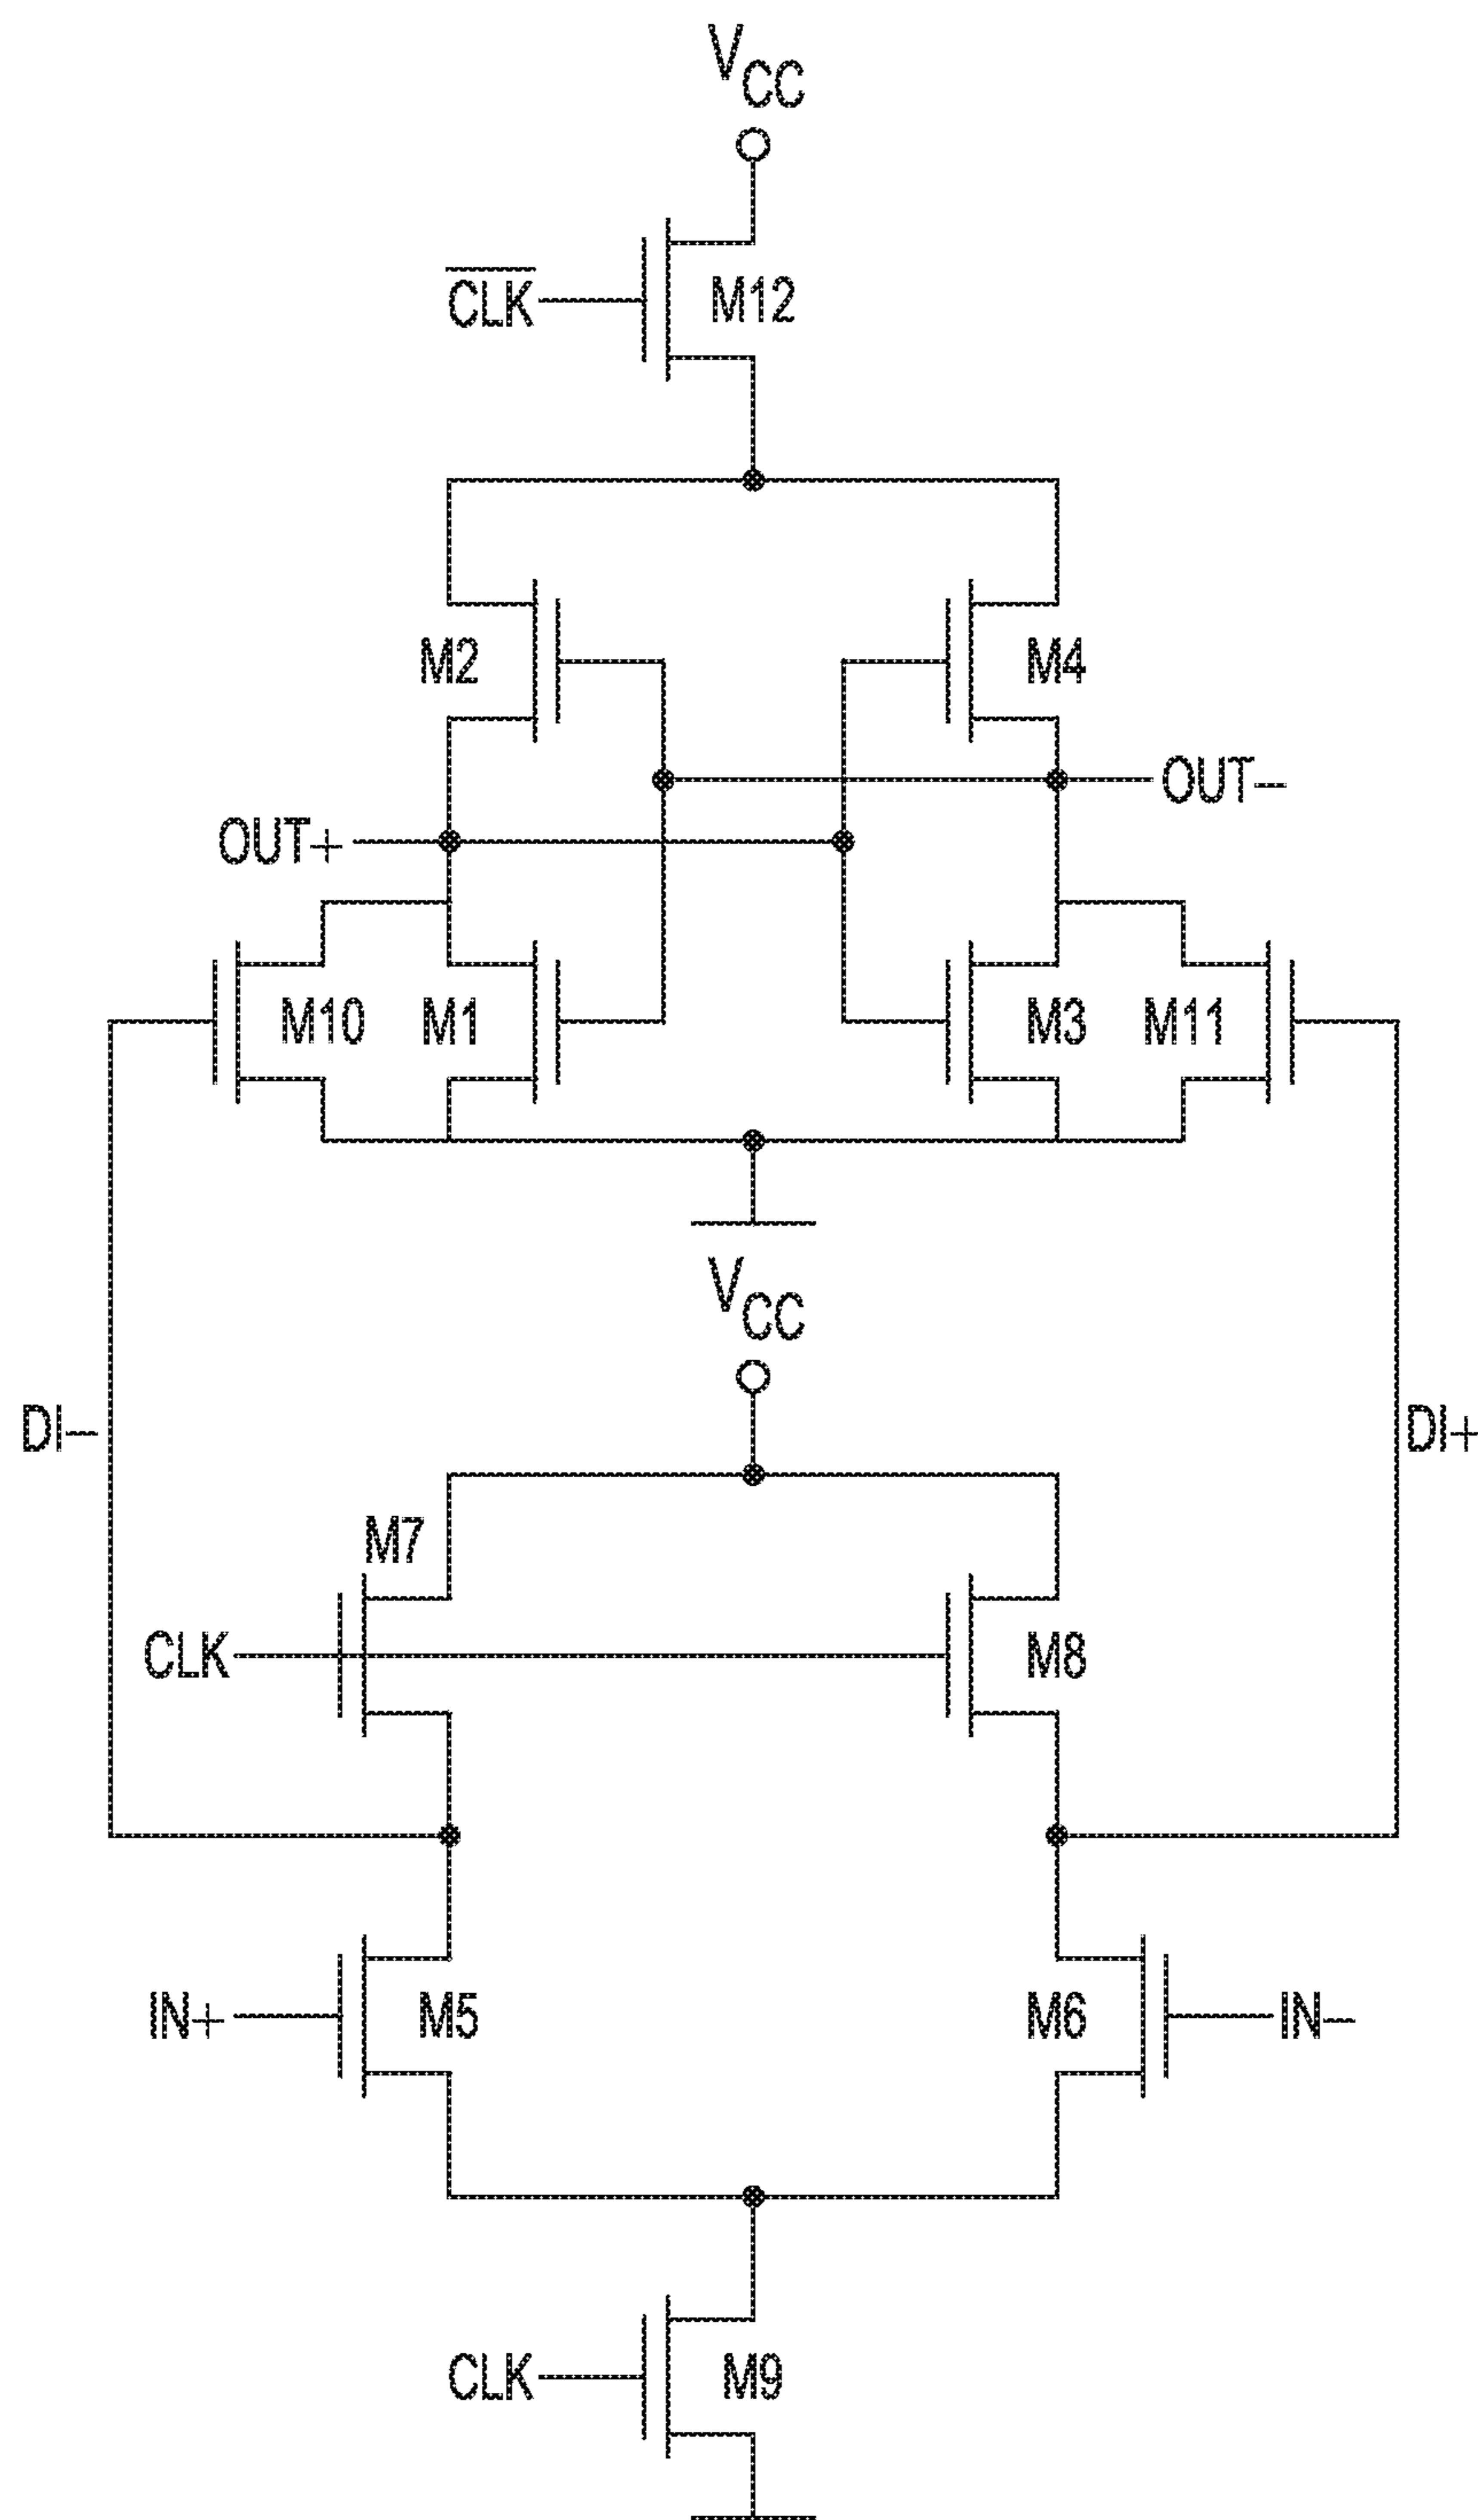 VCC
CLK
M12
M2
M4
OUT−
OUT+
M10
M1
M3
M11
VCC
DI−
DI+
M7
CLK
M8
IN+
M5
M6
IN−
CLK
M9